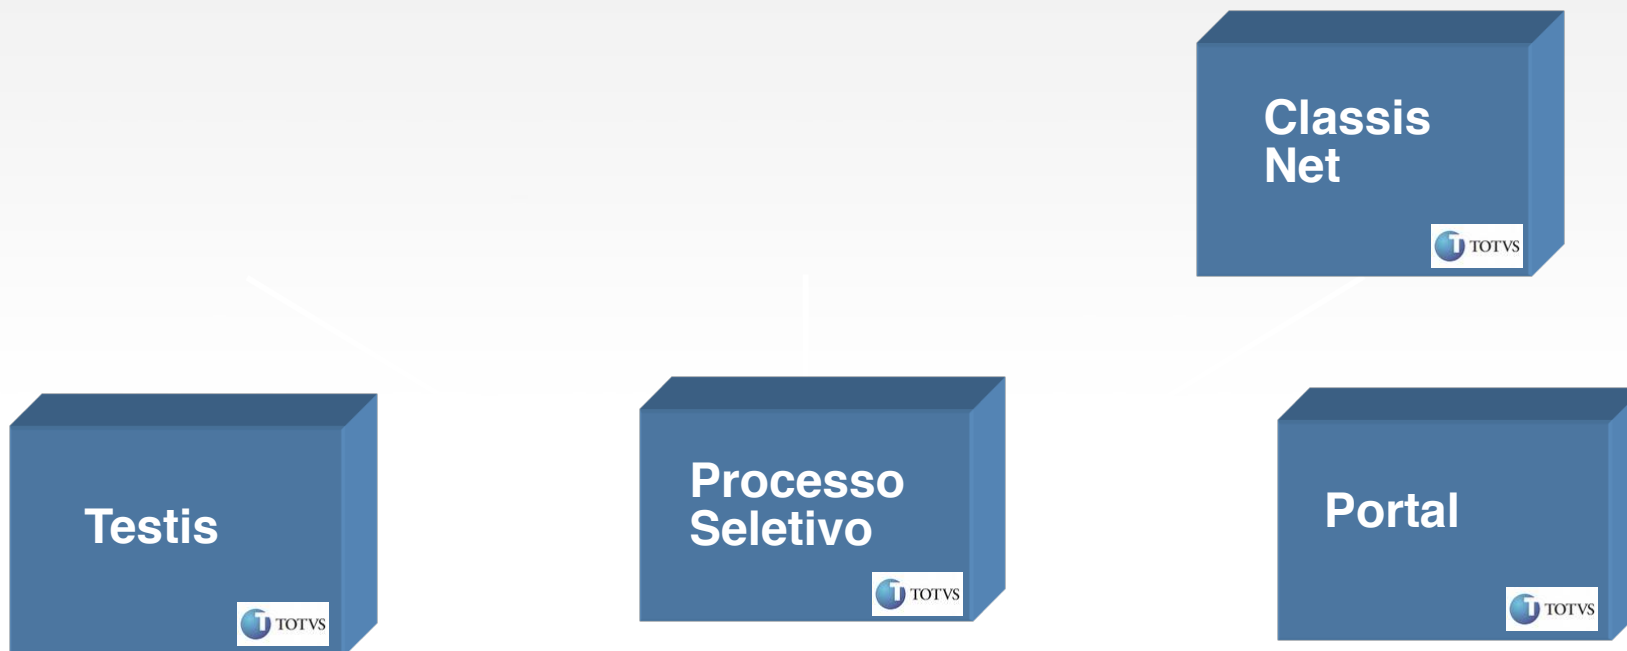 Classis
Net
TOTVS
Testis
TOTVS
Processo
Seletivo
TOTVS
Portal
TOTVS